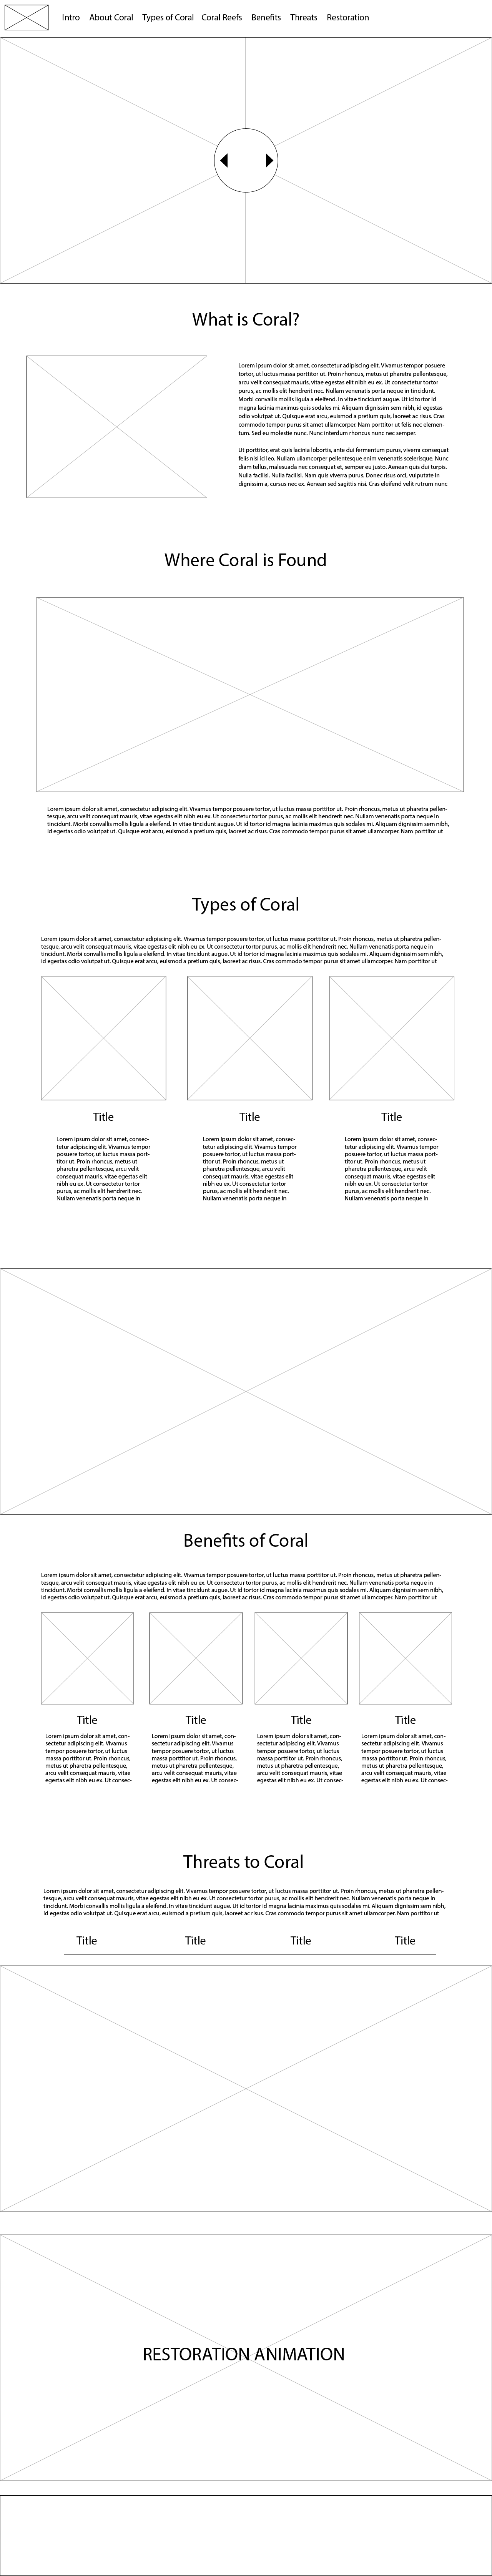 Intro About Coral Types of Coral Coral Reefs Benefits Threats Restoration
What is Coral?
Lorem ipsum dolor sit amet, consectetur adipiscing elit. Vivamus tempor posuere
tortor, ut luctus massa porttitor ut. Proin rhoncus, metus ut pharetra pellentesque,
arcu velit consequat mauris, vitae egestas elit nibh eu ex. Ut consectetur tortor
purus, ac mollis elit hendrerit nec. Nullam venenatis porta neque in tincidunt.
Morbi convallis mollis ligula a eleifend. In vitae tincidunt augue. Ut id tortor id
magna lacinia maximus quis sodales mi. Aliquam dignissim sem nibh, id egestas
odio volutpat ut. Quisque erat arcu, euismod a pretium quis, laoreet ac risus. Cras
commodo tempor purus sit amet ullamcorper. Nam porttitor ut felis nec elemen-
tum. Sed eu molestie nunc. Nunc interdum rhoncus nunc nec semper.
Ut porttitor, erat quis lacinia lobortis, ante dui fermentum purus, viverra consequat
felis nisi id leo. Nullam ullamcorper pellentesque enim venenatis scelerisque. Nunc
diam tellus, malesuada nec consequat et, semper eu justo. Aenean quis dui turpis.
Nulla facilisi. Nulla facilisi. Nam quis viverra purus. Donec risus orci, vulputate in
dignissim a, cursus nec ex. Aenean sed sagittis nisi. Cras eleifend velit rutrum nunc
Where Coral is Found
Lorem ipsum dolor sit amet, consectetur adipiscing elit. Vivamus tempor posuere tortor, ut luctus massa porttitor ut. Proin rhoncus, metus ut pharetra pellen-
tesque, arcu velit consequat mauris, vitae egestas elit nibh eu ex. Ut consectetur tortor purus, ac mollis elit hendrerit nec. Nullam venenatis porta neque in
tincidunt. Morbi convallis mollis ligula a eleifend. In vitae tincidunt augue. Ut id tortor id magna lacinia maximus quis sodales mi. Aliquam dignissim sem nibh,
id egestas odio volutpat ut. Quisque erat arcu, euismod a pretium quis, laoreet ac risus. Cras commodo tempor purus sit amet ullamcorper. Nam porttitor ut
Types of Coral
Lorem ipsum dolor sit amet, consectetur adipiscing elit. Vivamus tempor posuere tortor, ut luctus massa porttitor ut. Proin rhoncus, metus ut pharetra pellen-
tesque, arcu velit consequat mauris, vitae egestas elit nibh eu ex. Ut consectetur tortor purus, ac mollis elit hendrerit nec. Nullam venenatis porta neque in
tincidunt. Morbi convallis mollis ligula a eleifend. In vitae tincidunt augue. Ut id tortor id magna lacinia maximus quis sodales mi. Aliquam dignissim sem nibh,
id egestas odio volutpat ut. Quisque erat arcu, euismod a pretium quis, laoreet ac risus. Cras commodo tempor purus sit amet ullamcorper. Nam porttitor ut
Title
Lorem ipsum dolor sit amet, consec-
tetur adipiscing elit. Vivamus tempor
posuere tortor, ut luctus massa port-
titor ut. Proin rhoncus, metus ut
pharetra pellentesque, arcu velit
consequat mauris, vitae egestas elit
nibh eu ex. Ut consectetur tortor
purus, ac mollis elit hendrerit nec.
Nullam venenatis porta neque in
Title
Lorem ipsum dolor sit amet, consec-
tetur adipiscing elit. Vivamus tempor
posuere tortor, ut luctus massa port-
titor ut. Proin rhoncus, metus ut
pharetra pellentesque, arcu velit
consequat mauris, vitae egestas elit
nibh eu ex. Ut consectetur tortor
purus, ac mollis elit hendrerit nec.
Nullam venenatis porta neque in
Title
Lorem ipsum dolor sit amet, consec-
tetur adipiscing elit. Vivamus tempor
posuere tortor, ut luctus massa port-
titor ut. Proin rhoncus, metus ut
pharetra pellentesque, arcu velit
consequat mauris, vitae egestas elit
nibh eu ex. Ut consectetur tortor
purus, ac mollis elit hendrerit nec.
Nullam venenatis porta neque in
Benefits of Coral
Lorem ipsum dolor sit amet, consectetur adipiscing elit. Vivamus tempor posuere tortor, ut luctus massa porttitor ut. Proin rhoncus, metus ut pharetra pellen-
tesque, arcu velit consequat mauris, vitae egestas elit nibh eu ex. Ut consectetur tortor purus, ac mollis elit hendrerit nec. Nullam venenatis porta neque in
tincidunt. Morbi convallis mollis ligula a eleifend. In vitae tincidunt augue. Ut id tortor id magna lacinia maximus quis sodales mi. Aliquam dignissim sem nibh,
id egestas odio volutpat ut. Quisque erat arcu, euismod a pretium quis, laoreet ac risus. Cras commodo tempor purus sit amet ullamcorper. Nam porttitor ut
Title
Lorem ipsum dolor sit amet, con-
sectetur adipiscing elit. Vivamus
tempor posuere tortor, ut luctus
massa porttitor ut. Proin rhoncus,
metus ut pharetra pellentesque,
arcu velit consequat mauris, vitae
egestas elit nibh eu ex. Ut consec-
Title
Lorem ipsum dolor sit amet, con-
sectetur adipiscing elit. Vivamus
tempor posuere tortor, ut luctus
massa porttitor ut. Proin rhoncus,
metus ut pharetra pellentesque,
arcu velit consequat mauris, vitae
egestas elit nibh eu ex. Ut consec-
Title
Lorem ipsum dolor sit amet, con-
sectetur adipiscing elit. Vivamus
tempor posuere tortor, ut luctus
massa porttitor ut. Proin rhoncus,
metus ut pharetra pellentesque,
arcu velit consequat mauris, vitae
egestas elit nibh eu ex. Ut consec-
Title
Lorem ipsum dolor sit amet, con-
sectetur adipiscing elit. Vivamus
tempor posuere tortor, ut luctus
massa porttitor ut. Proin rhoncus,
metus ut pharetra pellentesque,
arcu velit consequat mauris, vitae
egestas elit nibh eu ex. Ut consec-
Threats to Coral
Lorem ipsum dolor sit amet, consectetur adipiscing elit. Vivamus tempor posuere tortor, ut luctus massa porttitor ut. Proin rhoncus, metus ut pharetra pellen-
tesque, arcu velit consequat mauris, vitae egestas elit nibh eu ex. Ut consectetur tortor purus, ac mollis elit hendrerit nec. Nullam venenatis porta neque in
tincidunt. Morbi convallis mollis ligula a eleifend. In vitae tincidunt augue. Ut id tortor id magna lacinia maximus quis sodales mi. Aliquam dignissim sem nibh,
id egestas odio volutpat ut. Quisque erat arcu, euismod a pretium quis, laoreet ac risus. Cras commodo tempor purus sit amet ullamcorper. Nam porttitor ut
Title Title Title Title
RESTORATION ANIMATION